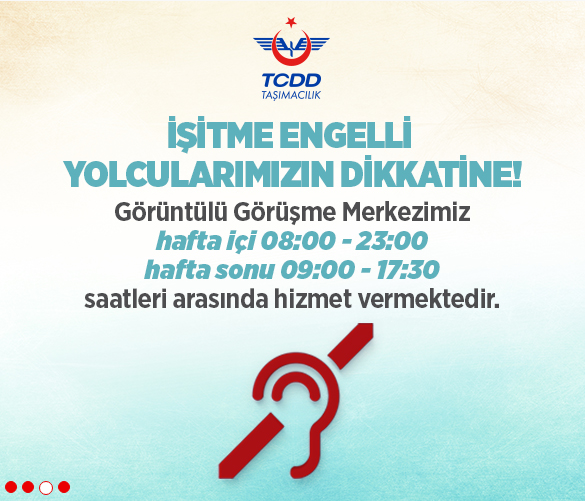 TCDD
TAŞIMACILIK
İŞİTME ENGELLİ
YOLCULARIMIZIN DİKKATİNE!
Görüntülü Görüşme Merkezimiz
hafta içi 08:00 - 23:00
hafta sonu 09:00 - 17:30
saatleri arasında hizmet vermektedir.